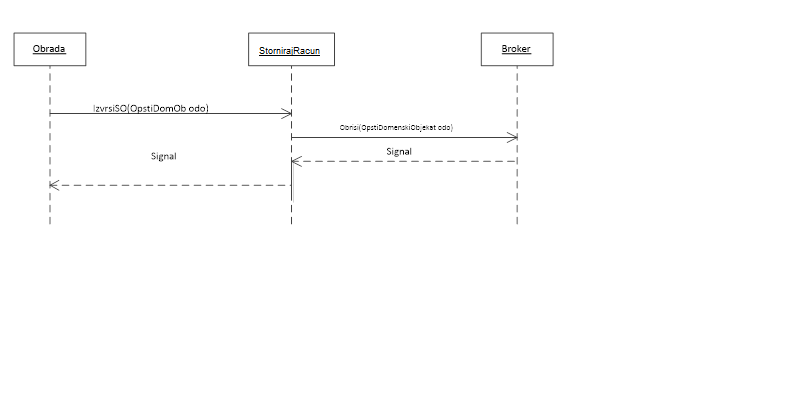 Obrada
StornirajRacun
Broker
IzvrsiSO(OpstiDomOb odo)
Obrisi(OpstiDomenskiObjekat odo)
Signal
Signal